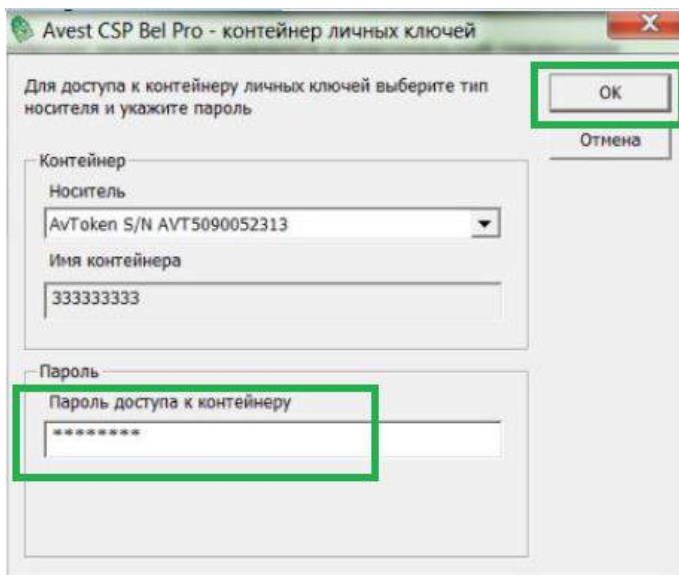 Avest CSP Bel Pro - контейнер личных ключей
Для доступа к контейнеру личных ключей выберите тип
носителя и укажите пароль
OK
Отмена
Контейнер
Носитель
AvToken S/N AVT5090052313
Имя контейнера
333333333
Пароль
Пароль доступа к контейнеру
********